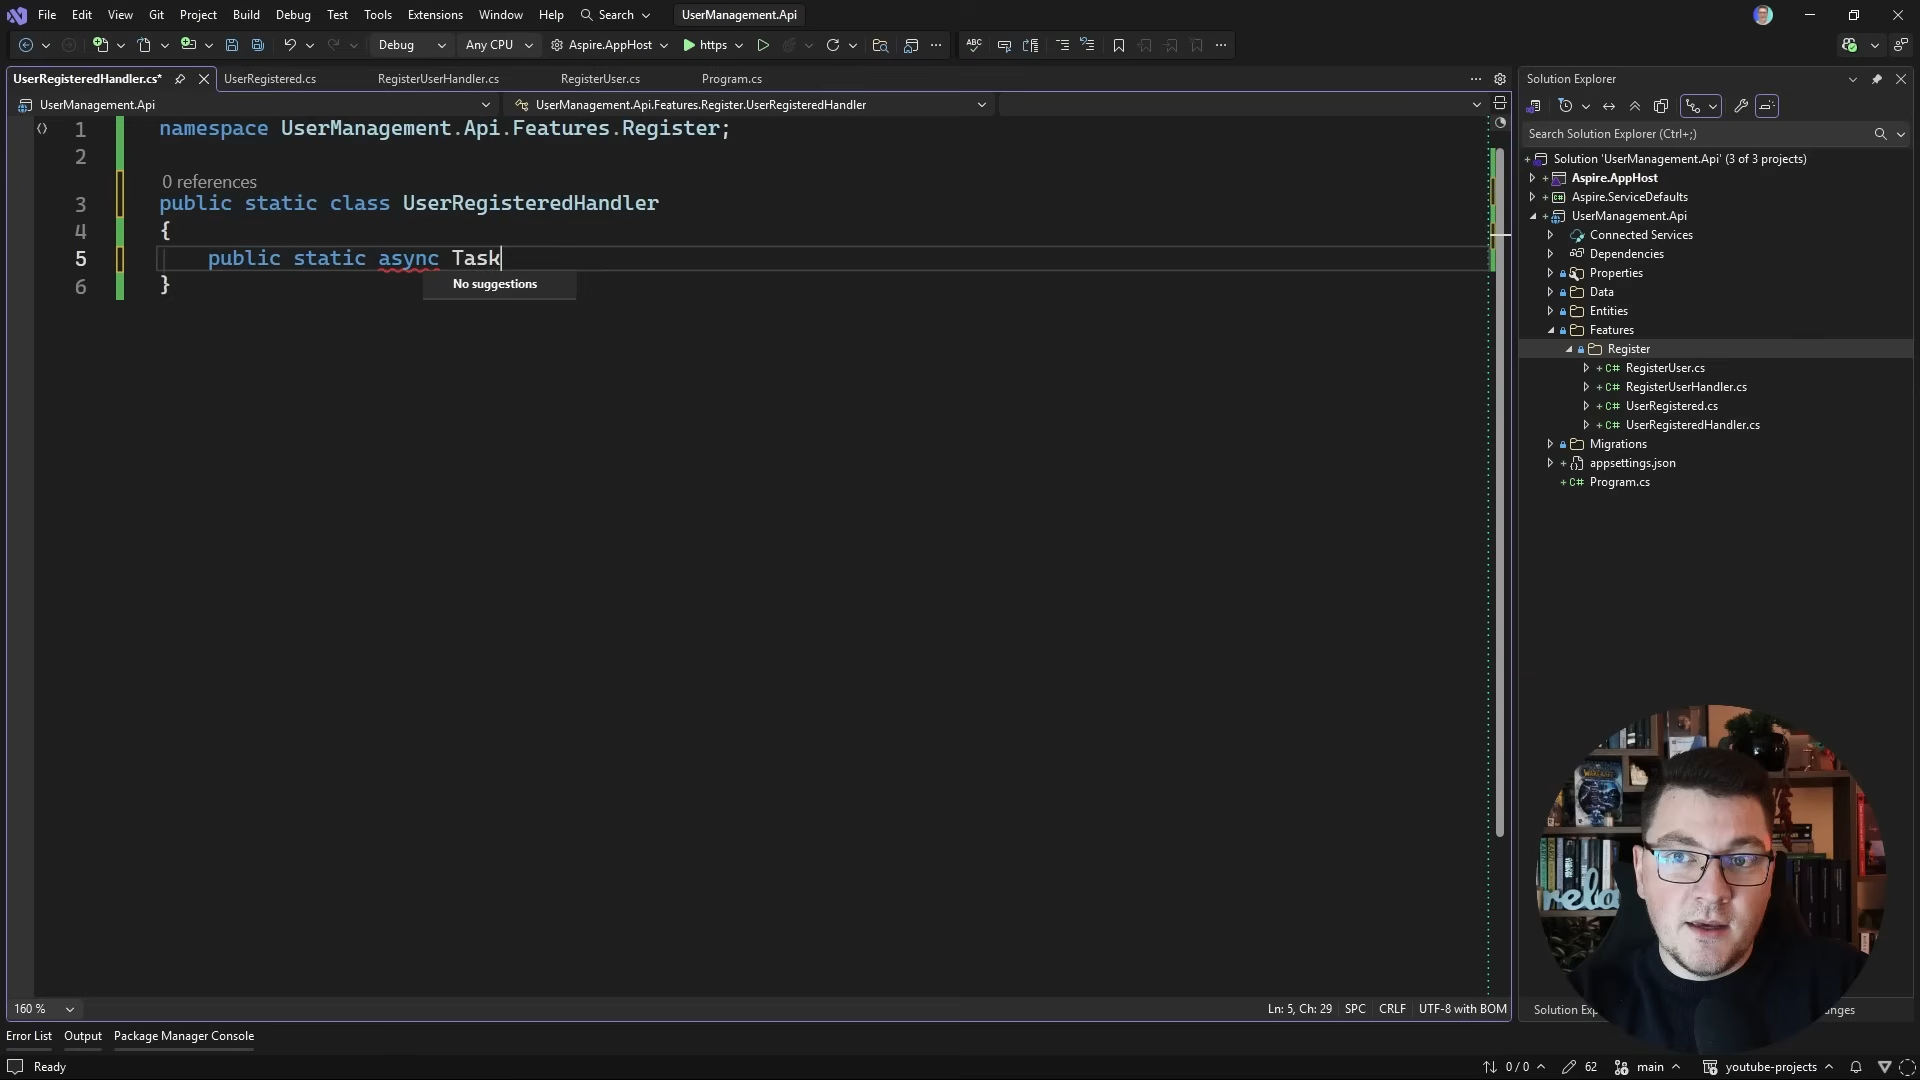 File Edit View Git Project Build Debug Test Tools Extensions Window Help Search UserManagement.Api
Debug Any CPU Aspire.AppHost https
UserRegisteredHandler.cs* UserRegistered.cs RegisterUserHandler.cs RegisterUser.cs Program.cs
UserManagement.Api UserManagement.Api.Features.Register.UserRegisteredHandler
1 namespace UserManagement.Api.Features.Register;
2
0 references
3 public static class UserRegisteredHandler
4 {
5 public static async Task
No suggestions
6 }
160 % Ln: 5, Ch: 29 SPC CRLF UTF-8 with BOM
Solution Explorer
Search Solution Explorer (Ctrl+;)
Solution 'UserManagement.Api' (3 of 3 projects)
Aspire.AppHost
Aspire.ServiceDefaults
UserManagement.Api
Connected Services
Dependencies
Properties
Data
Entities
Features
Register
C# RegisterUser.cs
C# RegisterUserHandler.cs
C# UserRegistered.cs
C# UserRegisteredHandler.cs
Migrations
appsettings.json
C# Program.cs
Solution Exp
anges
Error List Output Package Manager Console
Ready 0 / 0 62 main youtube-projects